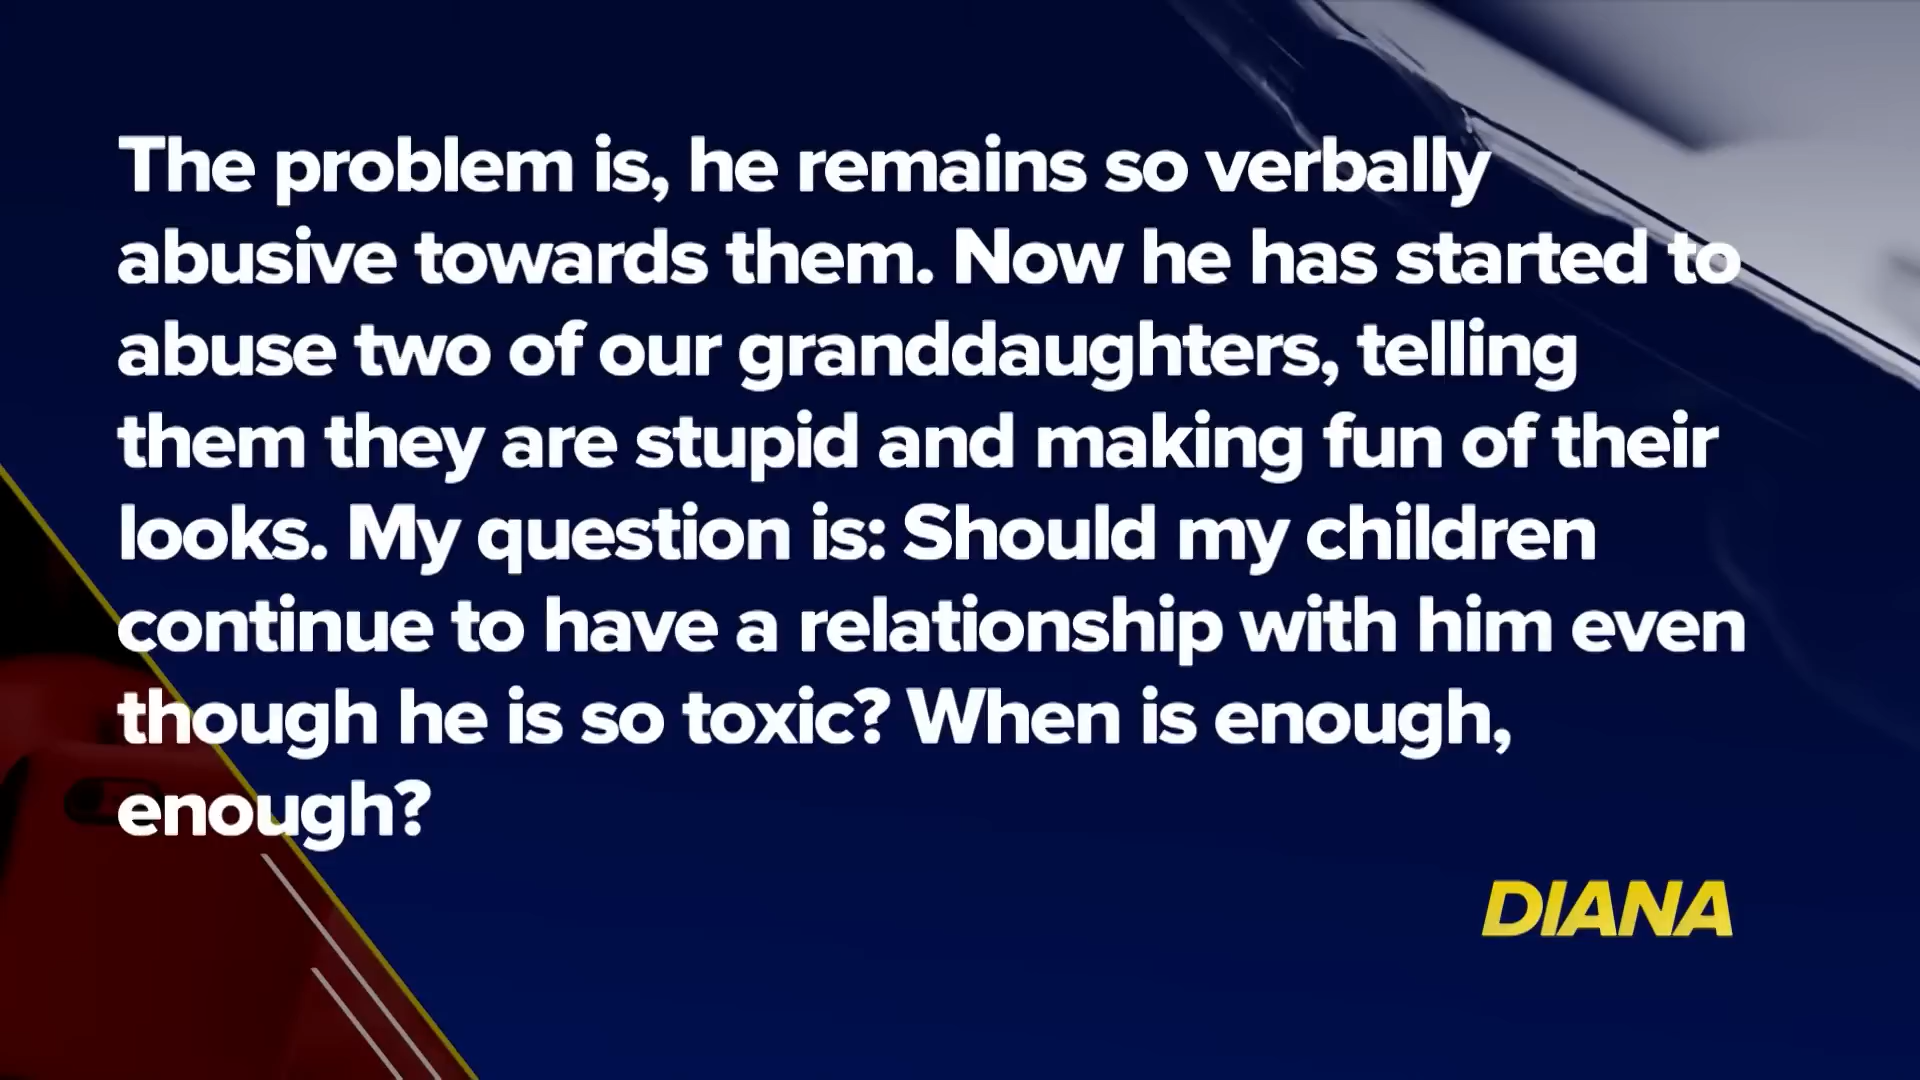 The problem is, he remains so verbally
abusive towards them. Now he has started to
abuse two of our granddaughters, telling
them they are stupid and making fun of their
looks. My question is: Should my children
continue to have a relationship with him even
though he is so toxic? When is enough,
enough?
DIANA